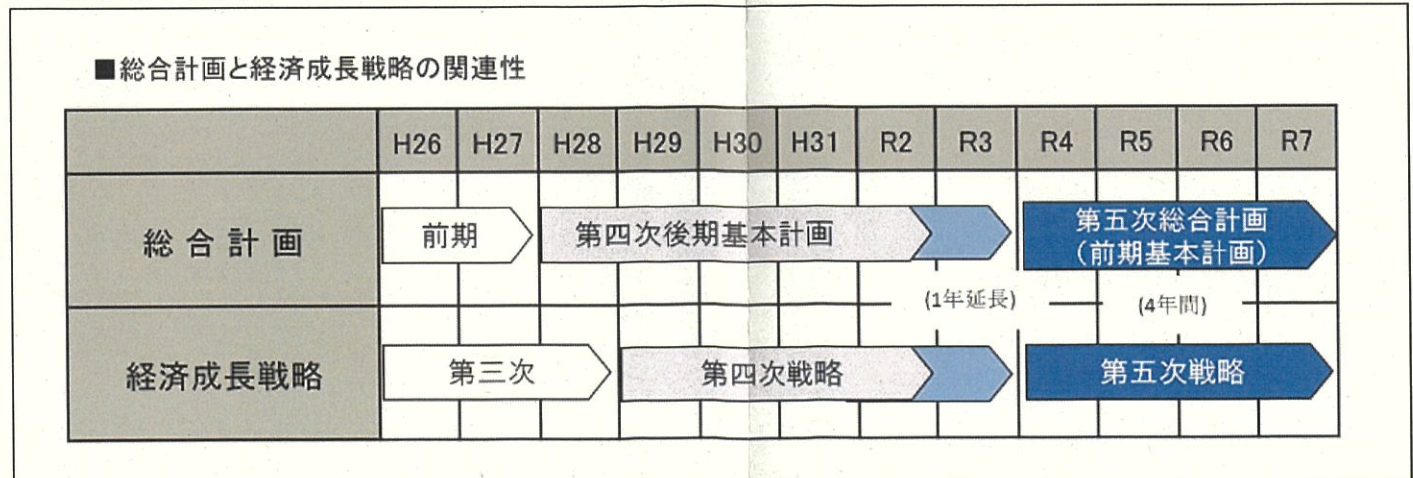 ■総合計画と経済成長戦略の関連性
H26 H27 H28 H29 H30 H31 R2 R3 R4 R5 R6 R7
総合計画 前期 第四次後期基本計画 第五次総合計画
(前期基本計画)
(1年延長) (4年間)
経済成長戦略 第三次 第四次戦略 第五次戦略